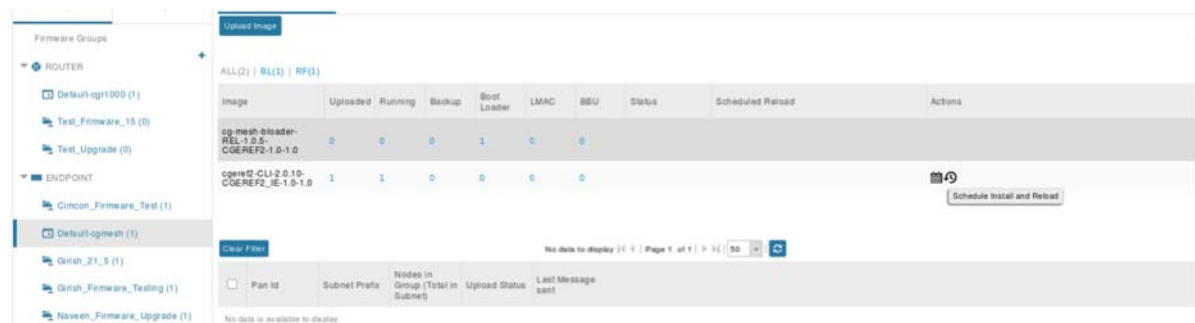 Upload Image
Firmware Groups
ROUTER
Default-cgr1000 (1)
Test_Frimware_15 (0)
Test_Upgrade (0)
ENDPOINT
Cimcon_Firmware_Test (1)
Default-cgmesh (1)
Girish_21_5 (1)
Girish_Firmware_Testing (1)
Naveen_Firmware_Upgrade (1)
ALL(2) | BL(1) | RF(1)
Image Uploaded Running Backup Boot Loader LMAC BBU Status Scheduled Reload Actions
cg-mesh-bloader-
REL-1.0.5-
CGEREF2-1.0-1.0
0 0 0 1 0 0
cgeref2-CLI-2.0.10-
CGEREF2_IE-1.0-1.0
1 1 0 0 0 0
Schedule Install and Reload
Clear Filter
No data to display | Page 1 of 1 | 50
Pan Id Subnet Prefix Nodes in Group (Total in Subnet) Upload Status Last Message sent
No data is available to display